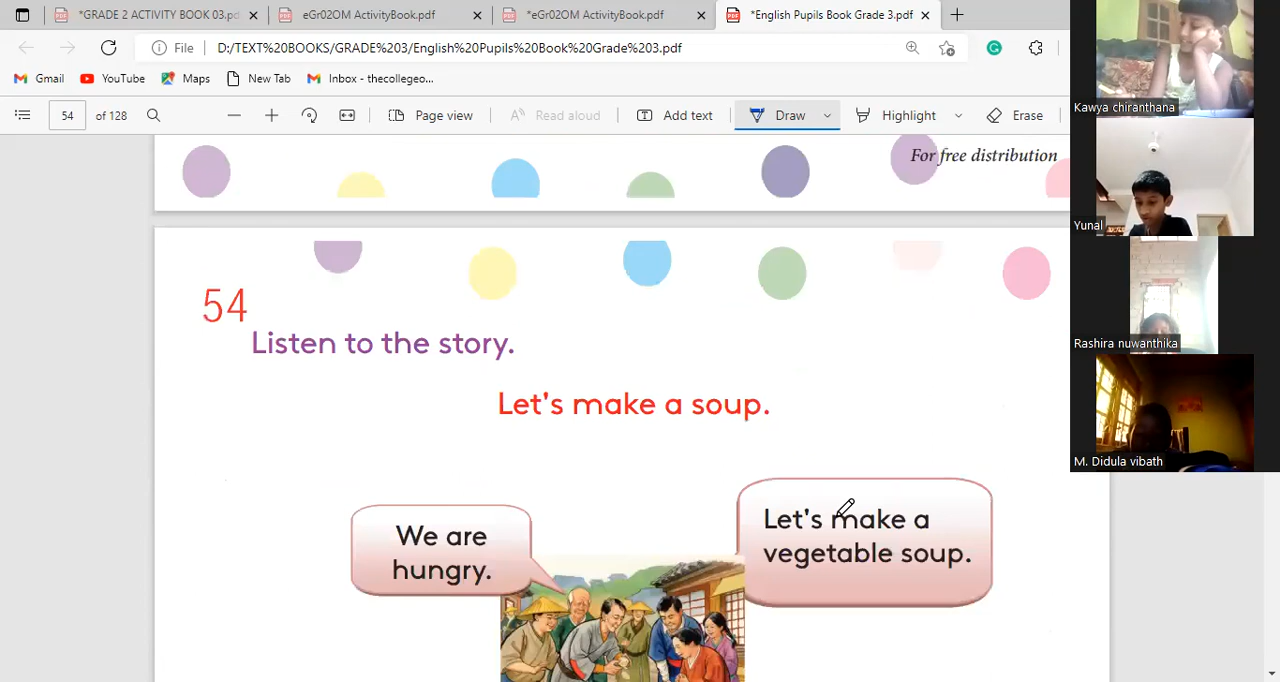 *GRADE 2 ACTIVITY BOOK 03.pd
eGr02OM ActivityBook.pdf
*eGr02OM ActivityBook.pdf
*English Pupils Book Grade 3.pdf
File
D:/TEXT%20BOOKS/GRADE%203/English%20Pupils%20Book%20Grade%203.pdf
Gmail
YouTube
Maps
New Tab
Inbox - thecollegeo...
54 of 128
Page view
Read aloud
Add text
Draw
Highlight
Erase
For free distribution
54
Listen to the story.
Let's make a soup.
We are
hungry.
Let's make a
vegetable soup.
Kawya chiranthana
Yunal
Rashira nuwanthika
M. Didula vibath